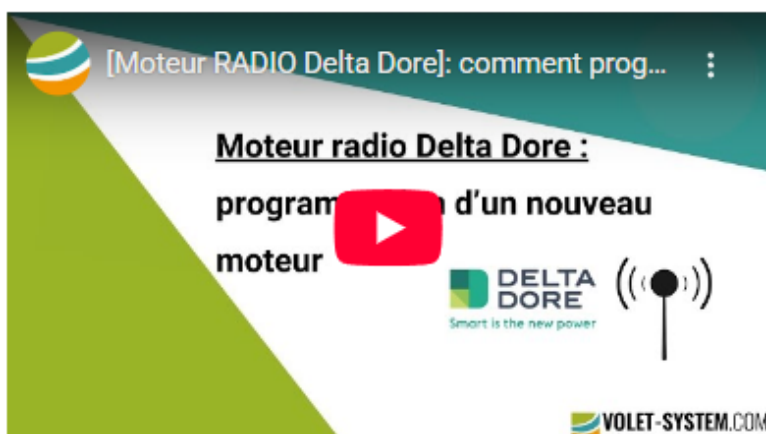 [Moteur RADIO Delta Dore]: comment prog...
Moteur radio Delta Dore :
program n d'un nouveau
moteur
DELTA
DORE
Smart is the new power
VOLET-SYSTEM.COM